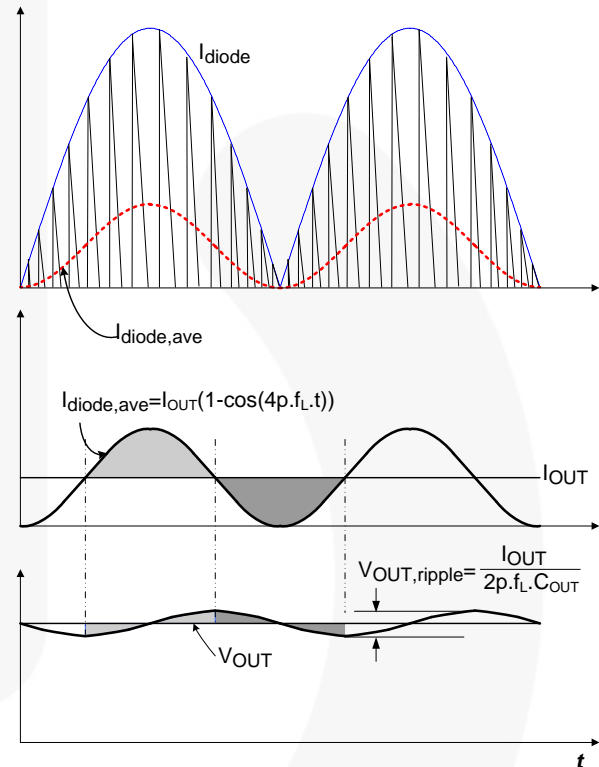 Idiode
Idiode,ave
Idiode,ave=IOUT(1-cos(4p.fL.t))
IOUT
VOUT,ripple= IOUT
2p.fL.COUT
VOUT
t